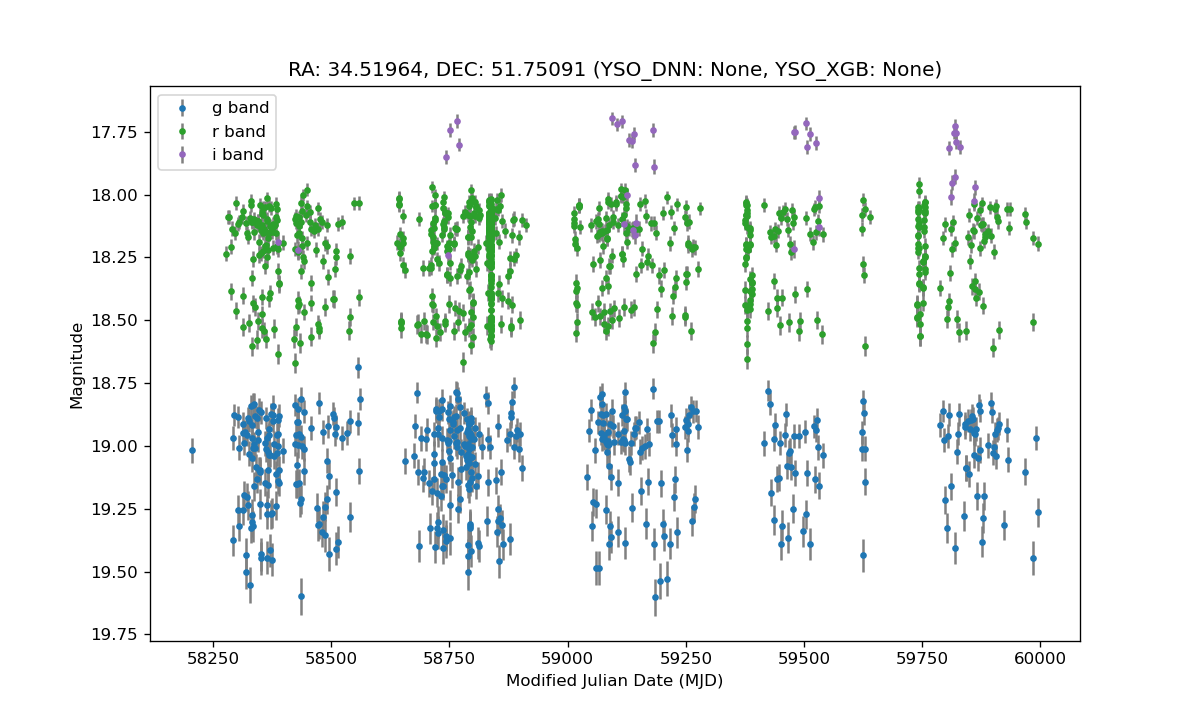 RA: 34.51964, DEC: 51.75091 (YSO_DNN: None, YSO_XGB: None)
g band
r band
i band
17.75
18.00
18.25
18.50
18.75
19.00
19.25
19.50
19.75
Magnitude
58250 58500 58750 59000 59250 59500 59750 60000
Modified Julian Date (MJD)